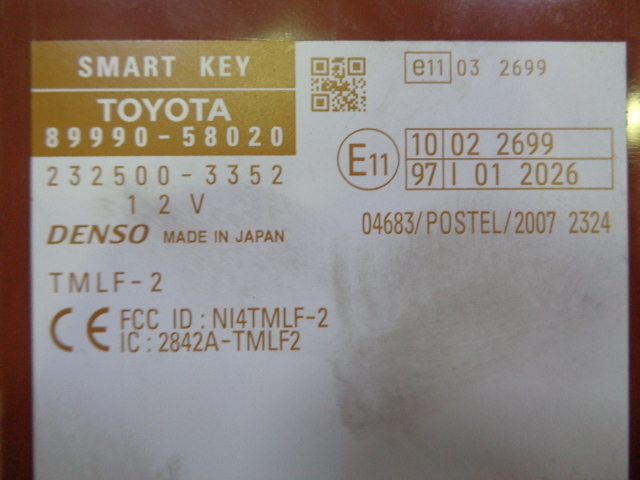 SMART KEY
TOYOTA
89990-58020
232500-3352
12V
DENSO MADE IN JAPAN
TMLF-2
CE FCC ID : NI4TMLF-2
IC : 2842A-TMLF2
e11 03 2699
E11 10 02 2699
97 I 01 2026
04683/POSTEL/2007 2324